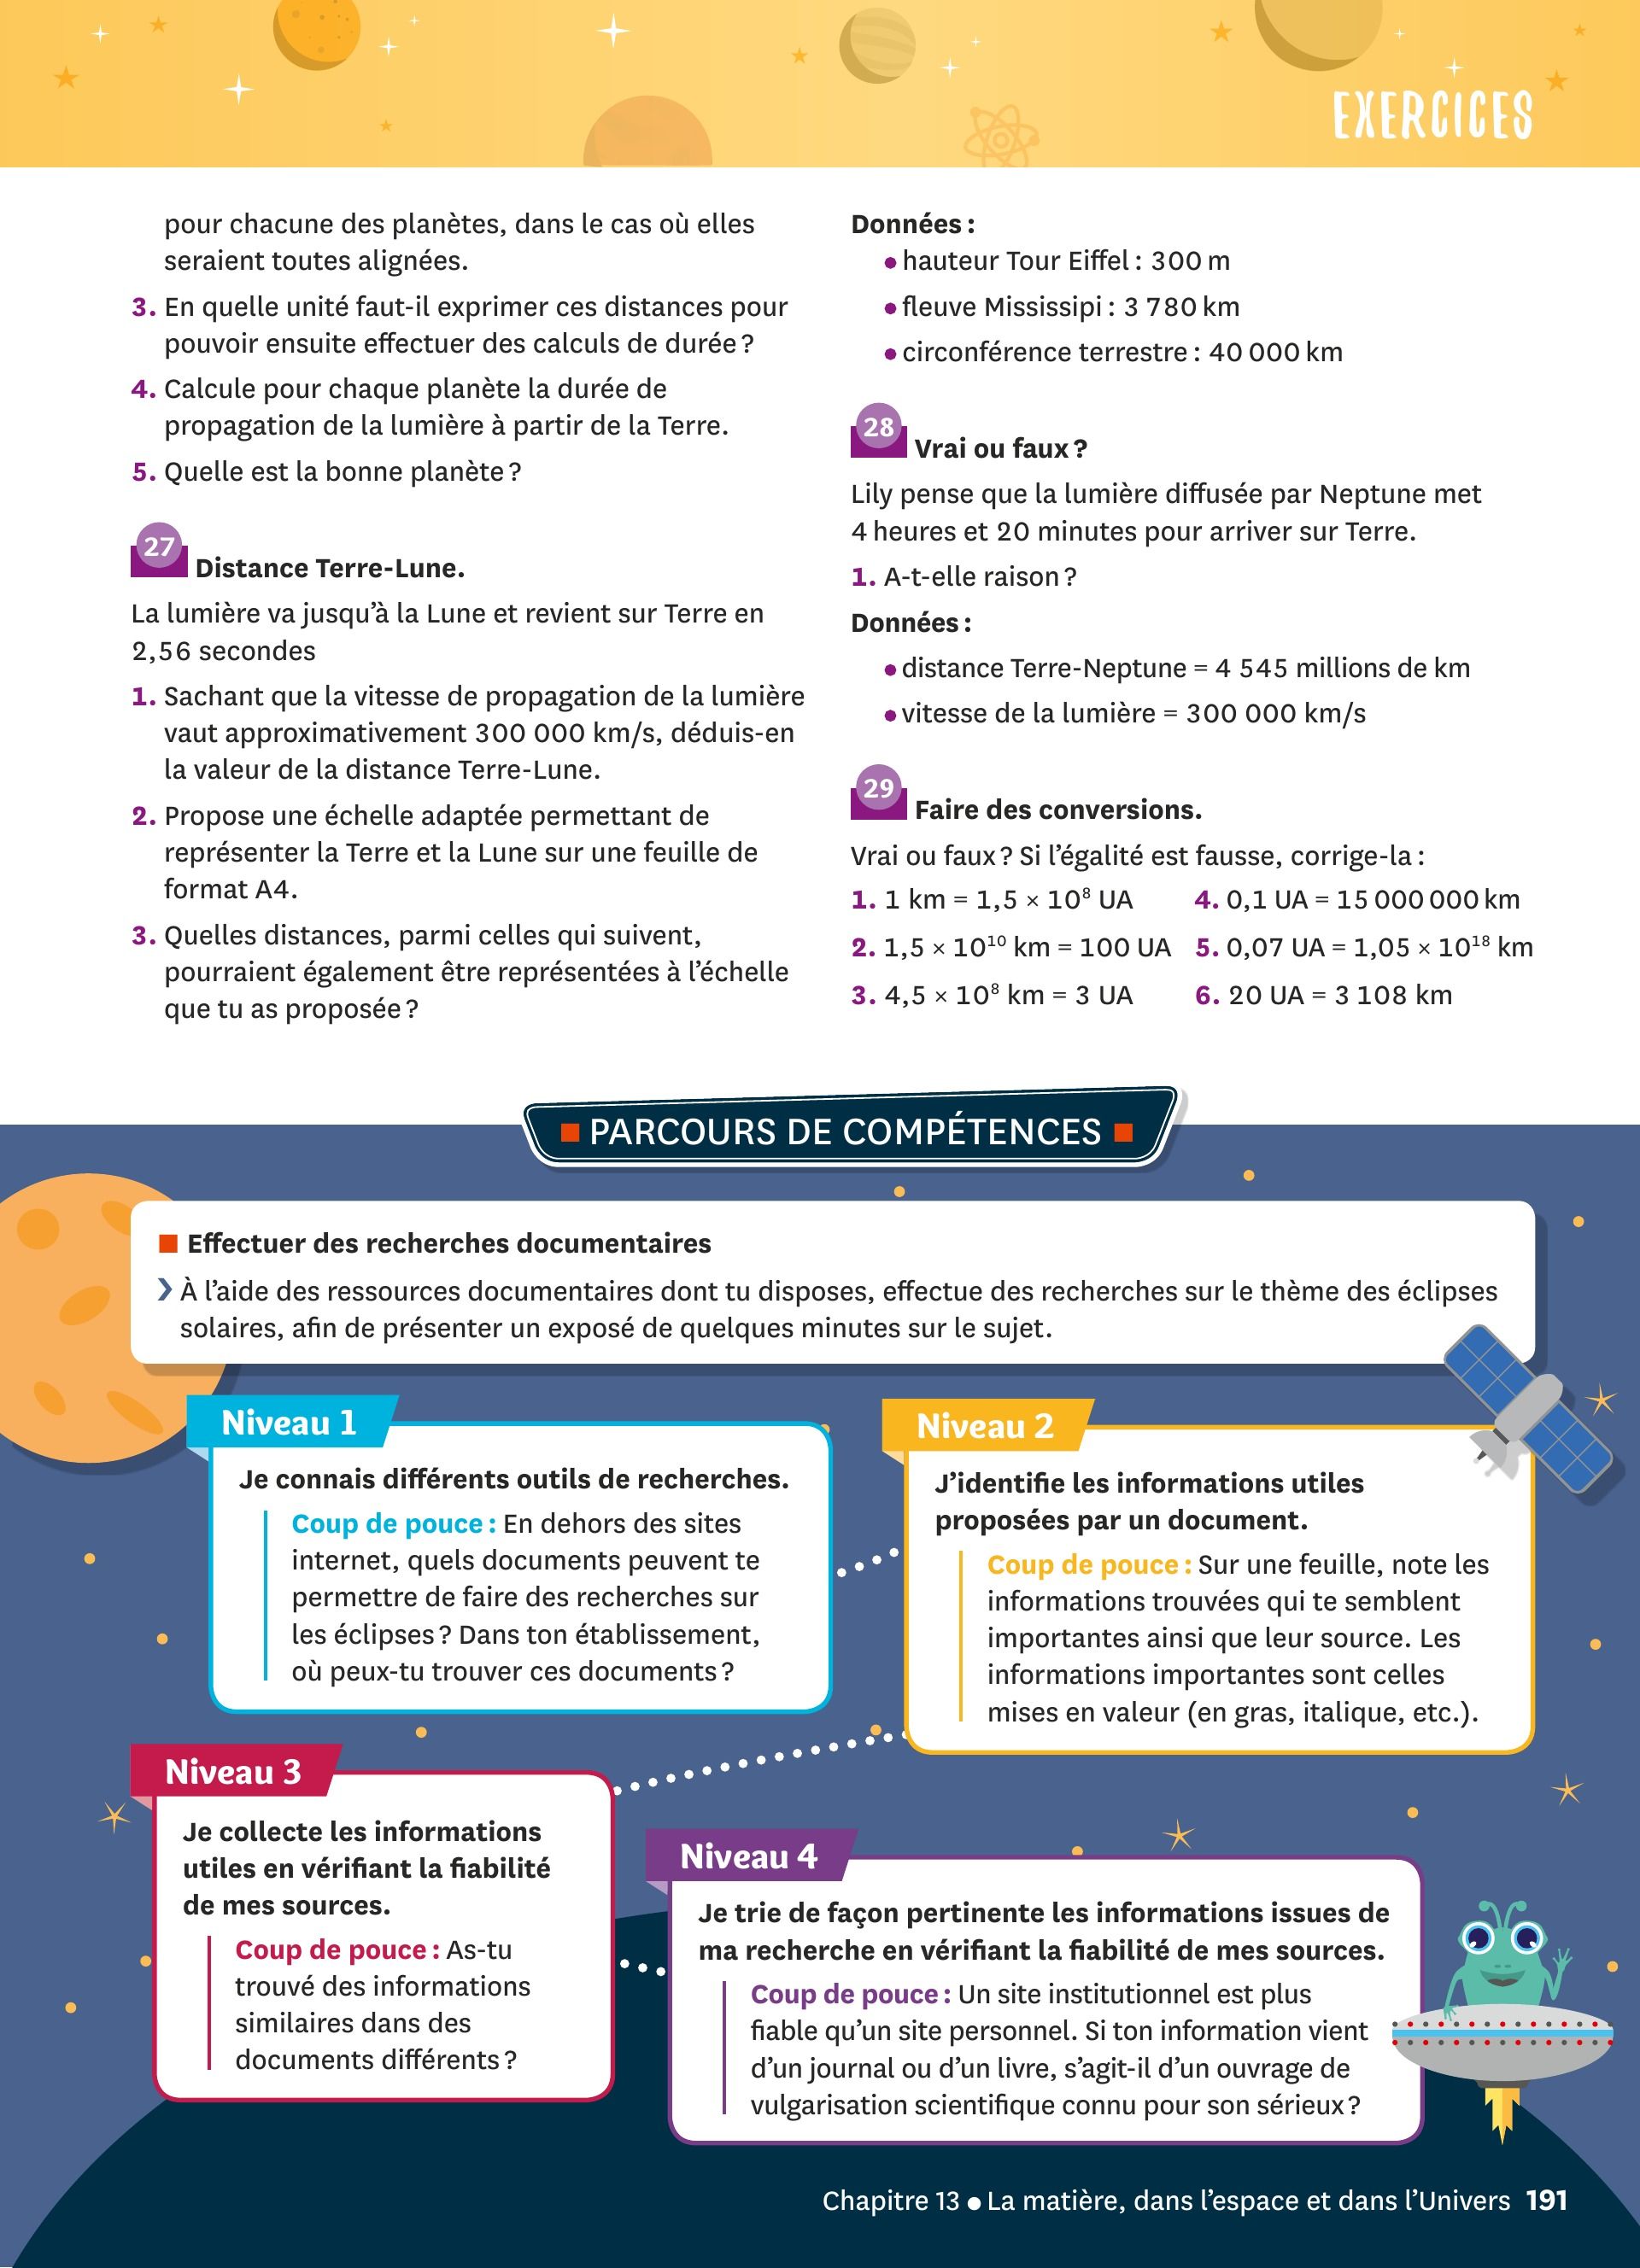 EXERCICES
pour chacune des planètes, dans le cas où elles
seraient toutes alignées.
3. En quelle unité faut-il exprimer ces distances pour
pouvoir ensuite effectuer des calculs de durée ?
4. Calcule pour chaque planète la durée de
propagation de la lumière à partir de la Terre.
5. Quelle est la bonne planète ?
27 Distance Terre-Lune.
La lumière va jusqu’à la Lune et revient sur Terre en
2,56 secondes
1. Sachant que la vitesse de propagation de la lumière
vaut approximativement 300 000 km/s, déduis-en
la valeur de la distance Terre-Lune.
2. Propose une échelle adaptée permettant de
représenter la Terre et la Lune sur une feuille de
format A4.
3. Quelles distances, parmi celles qui suivent,
pourraient également être représentées à l’échelle
que tu as proposée ?
Données :
• hauteur Tour Eiffel : 300 m
• fleuve Mississipi : 3 780 km
• circonférence terrestre : 40 000 km
28 Vrai ou faux ?
Lily pense que la lumière diffusée par Neptune met
4 heures et 20 minutes pour arriver sur Terre.
1. A-t-elle raison ?
Données :
• distance Terre-Neptune = 4 545 millions de km
• vitesse de la lumière = 300 000 km/s
29 Faire des conversions.
Vrai ou faux ? Si l’égalité est fausse, corrige-la :
1. 1 km = 1,5 × 10⁸ UA
2. 1,5 × 10¹⁰ km = 100 UA
3. 4,5 × 10⁸ km = 3 UA
4. 0,1 UA = 15 000 000 km
5. 0,07 UA = 1,05 × 10¹⁸ km
6. 20 UA = 3 108 km
PARCOURS DE COMPÉTENCES
Effectuer des recherches documentaires
❯ À l’aide des ressources documentaires dont tu disposes, effectue des recherches sur le thème des éclipses
solaires, afin de présenter un exposé de quelques minutes sur le sujet.
Niveau 1
Je connais différents outils de recherches.
Coup de pouce : En dehors des sites
internet, quels documents peuvent te
permettre de faire des recherches sur
les éclipses ? Dans ton établissement,
où peux-tu trouver ces documents ?
Niveau 2
J’identifie les informations utiles
proposées par un document.
Coup de pouce : Sur une feuille, note les
informations trouvées qui te semblent
importantes ainsi que leur source. Les
informations importantes sont celles
mises en valeur (en gras, italique, etc.).
Niveau 3
Je collecte les informations
utiles en vérifiant la fiabilité
de mes sources.
Coup de pouce : As-tu
trouvé des informations
similaires dans des
documents différents ?
Niveau 4
Je trie de façon pertinente les informations issues de
ma recherche en vérifiant la fiabilité de mes sources.
Coup de pouce : Un site institutionnel est plus
fiable qu’un site personnel. Si ton information vient
d’un journal ou d’un livre, s’agit-il d’un ouvrage de
vulgarisation scientifique connu pour son sérieux ?
Chapitre 13 • La matière, dans l’espace et dans l’Univers 191